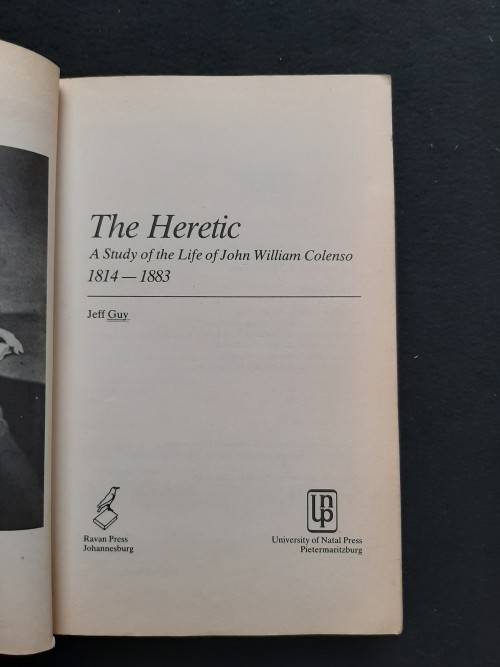 The Heretic
A Study of the Life of John William Colenso
1814 — 1883
Jeff Guy
Ravan Press
Johannesburg
unp
University of Natal Press
Pietermaritzburg